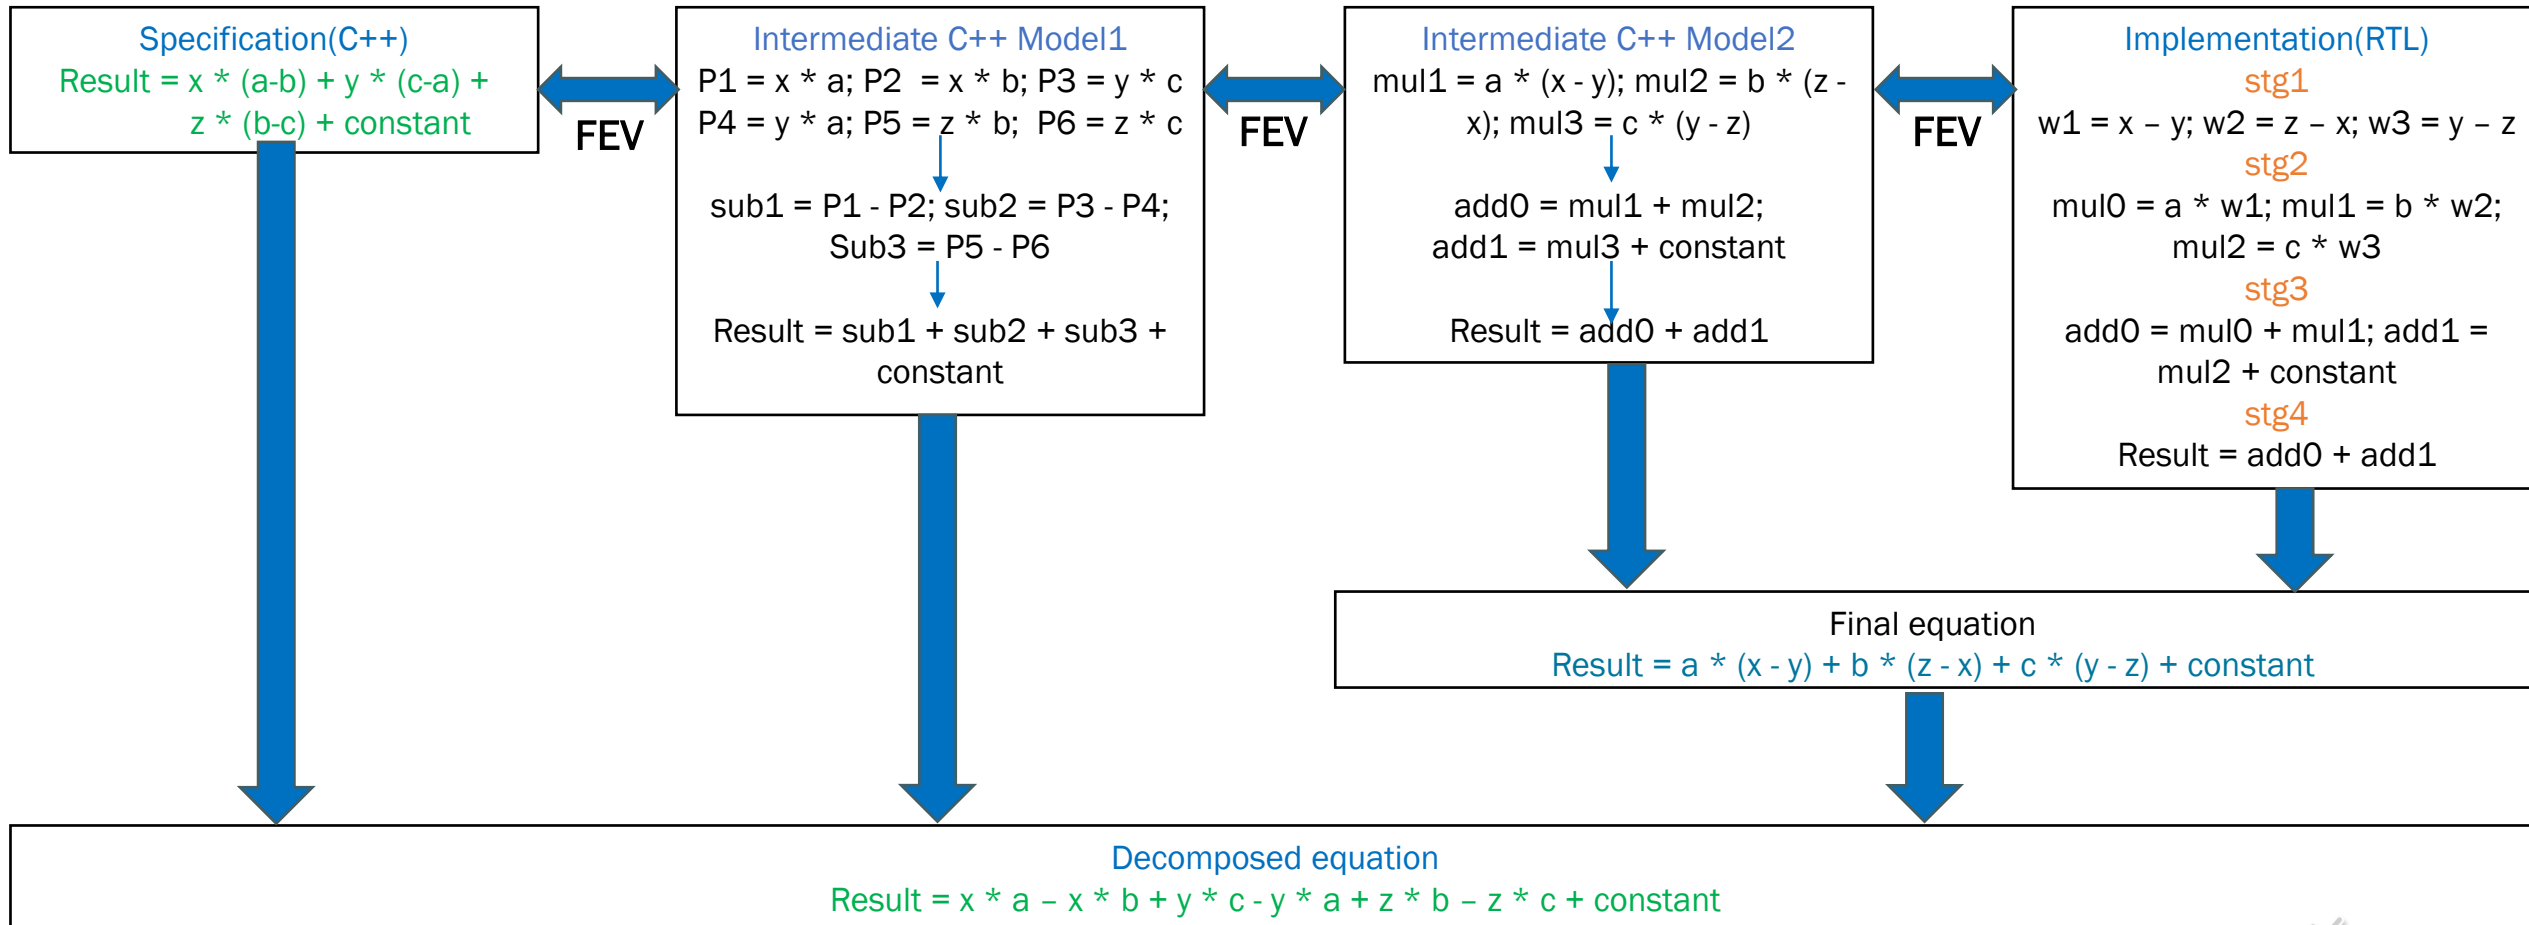 Specification(C++)
Result = x * (a-b) + y * (c-a) +
z * (b-c) + constant
FEV
Intermediate C++ Model1
P1 = x * a; P2 = x * b; P3 = y * c
P4 = y * a; P5 = z * b; P6 = z * c
sub1 = P1 - P2; sub2 = P3 - P4;
Sub3 = P5 - P6
Result = sub1 + sub2 + sub3 +
constant
FEV
Intermediate C++ Model2
mul1 = a * (x - y); mul2 = b * (z -
x); mul3 = c * (y - z)
add0 = mul1 + mul2;
add1 = mul3 + constant
Result = add0 + add1
FEV
Implementation(RTL)
stg1
w1 = x – y; w2 = z – x; w3 = y – z
stg2
mul0 = a * w1; mul1 = b * w2;
mul2 = c * w3
stg3
add0 = mul0 + mul1; add1 =
mul2 + constant
stg4
Result = add0 + add1
Final equation
Result = a * (x - y) + b * (z - x) + c * (y - z) + constant
Decomposed equation
Result = x * a – x * b + y * c - y * a + z * b – z * c + constant